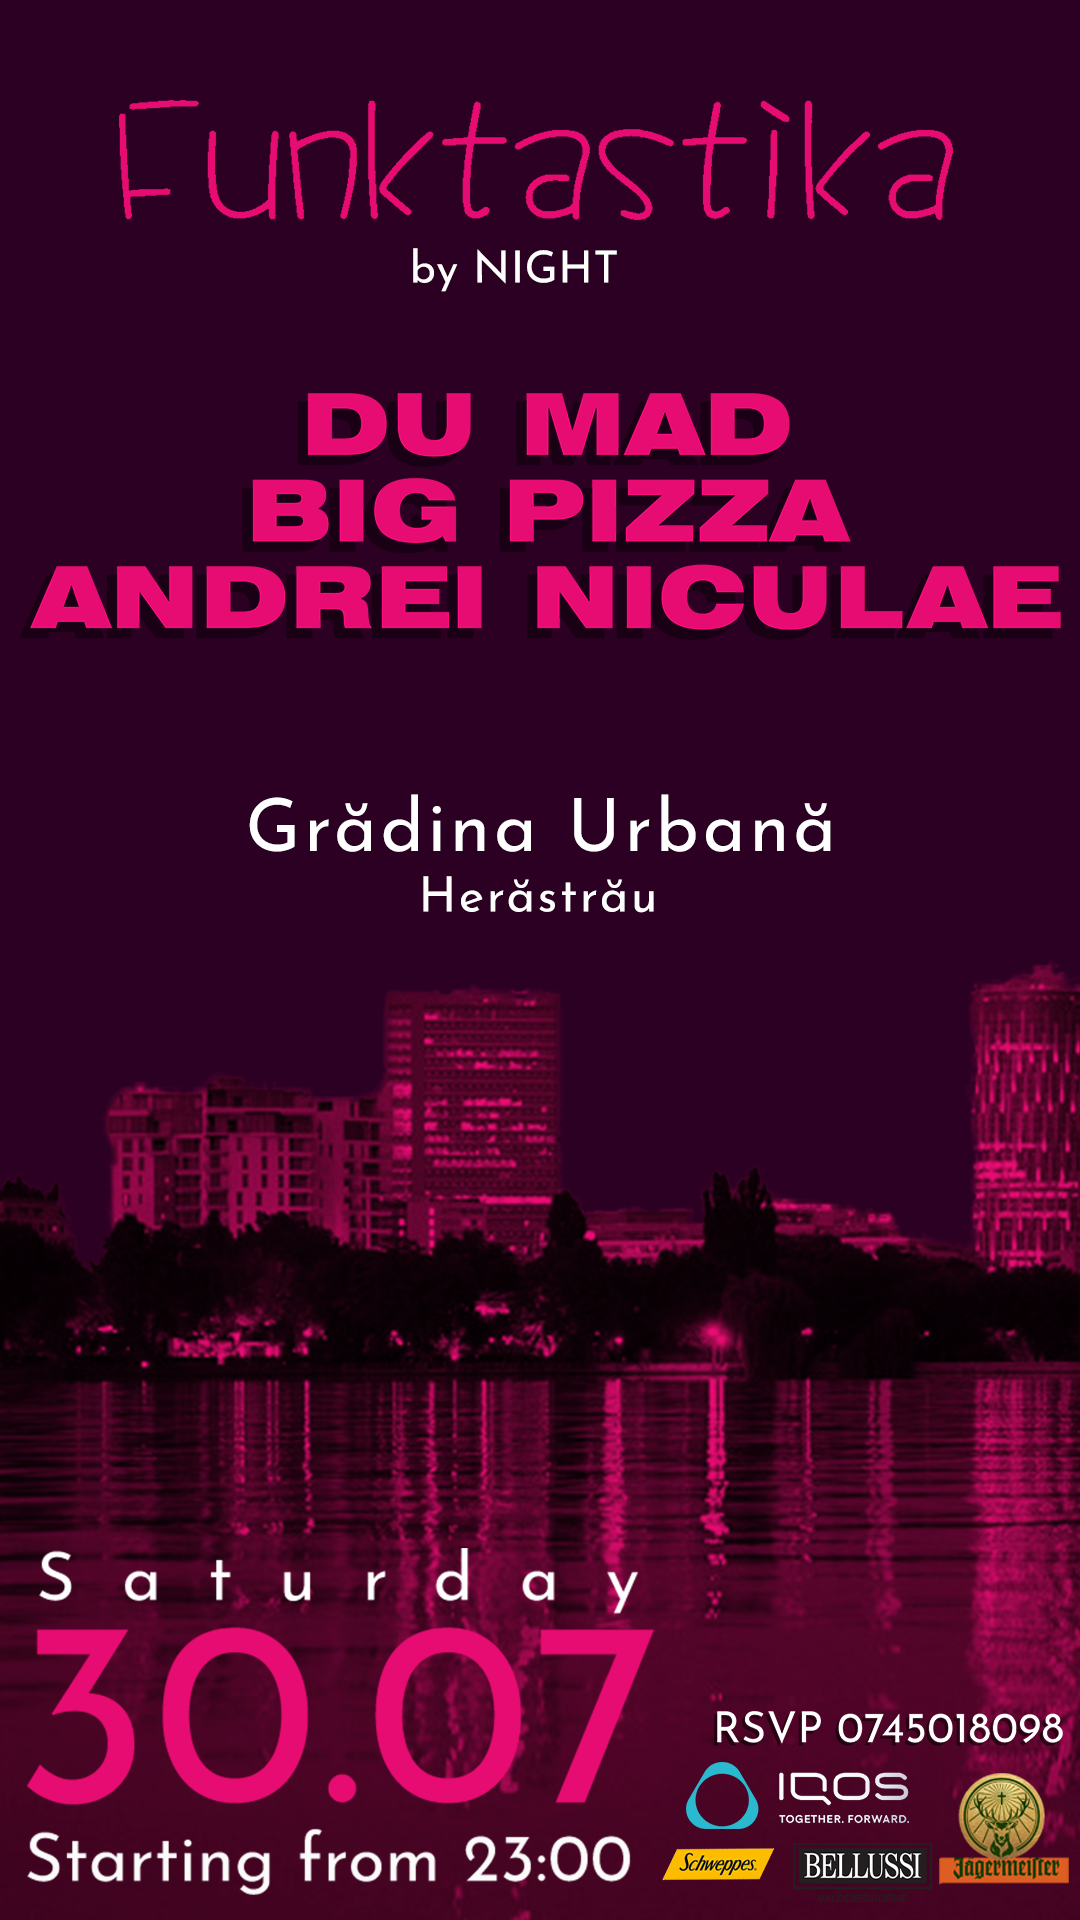 Funktastìka
by NIGHT
DU MAD
BIG PIZZA
ANDREI NICULAE
Grădina Urbană
Herăstrău
Saturday
30.07
Starting from 23:00
RSVP 0745018098
IQOS
TOGETHER. FORWARD.
Schweppes.
BELLUSSI
Jägermeister